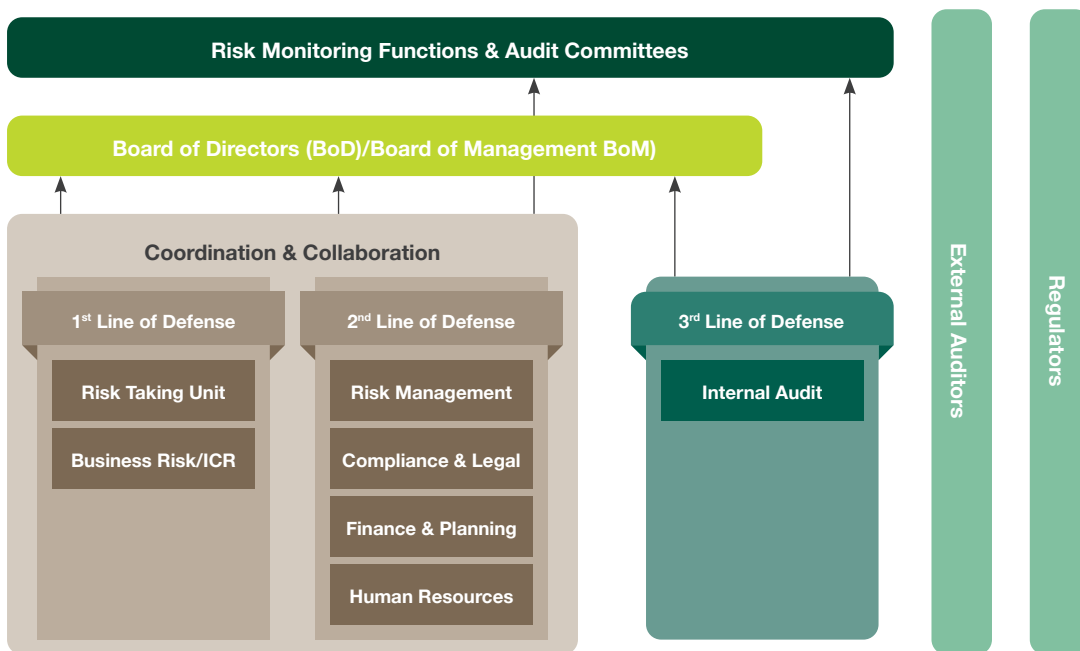 Risk Monitoring Functions & Audit Committees
Board of Directors (BoD)/Board of Management BoM)
Coordination & Collaboration
1st Line of Defense
Risk Taking Unit
Business Risk/ICR
2nd Line of Defense
Risk Management
Compliance & Legal
Finance & Planning
Human Resources
3rd Line of Defense
Internal Audit
External Auditors
Regulators